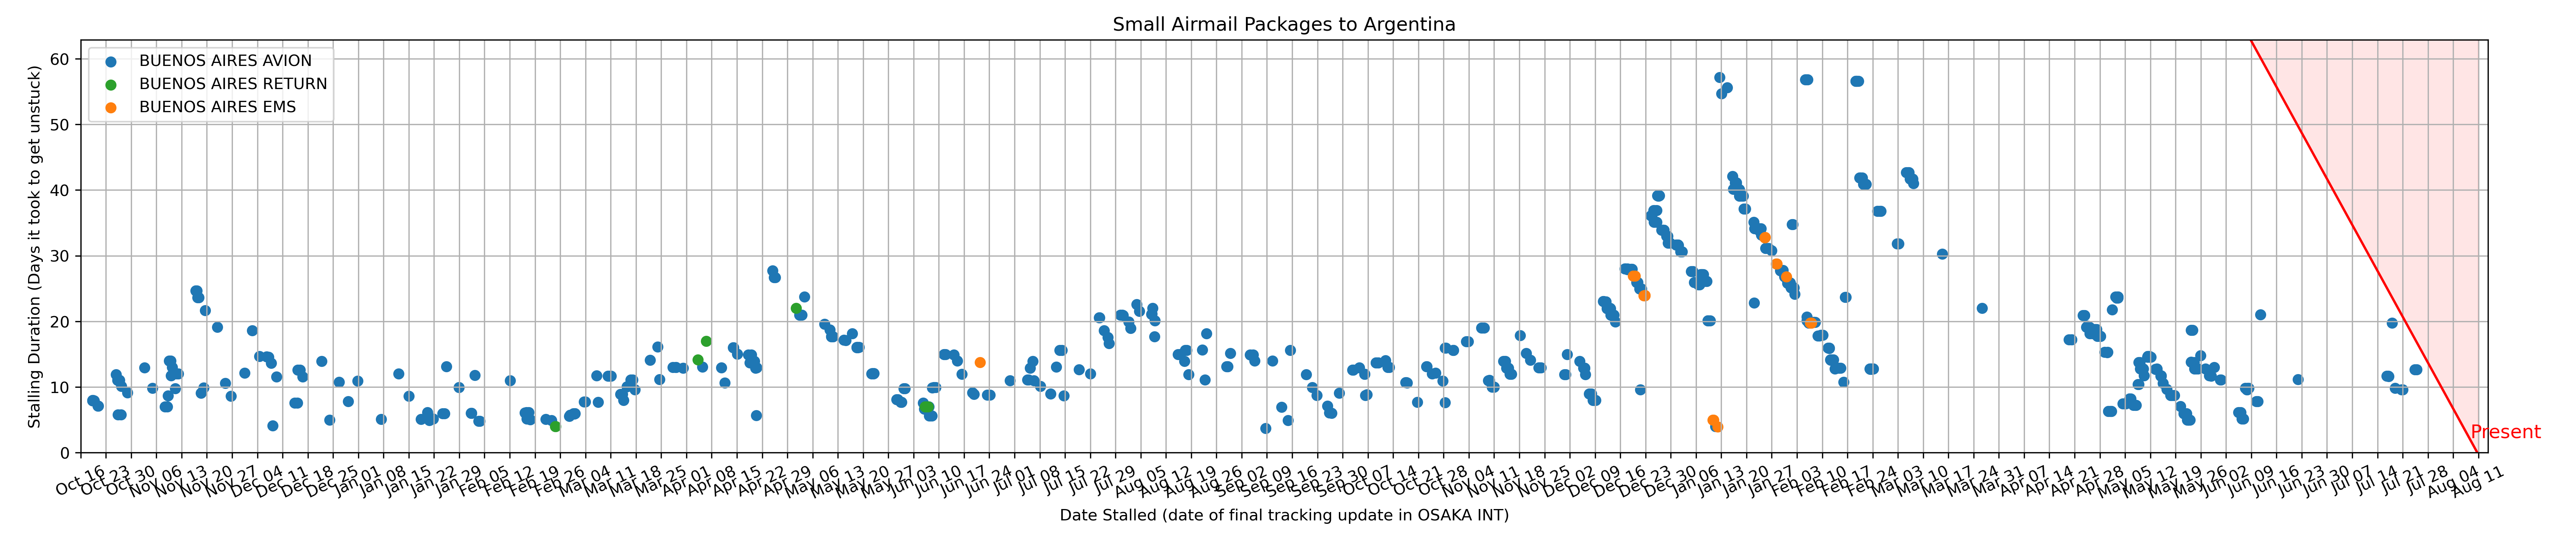 Small Airmail Packages to Argentina
BUENOS AIRES AVION
BUENOS AIRES RETURN
BUENOS AIRES EMS
Stalling Duration (Days it took to get unstuck)
60
50
40
30
20
10
0
Present
Oct 16
Oct 23
Oct 30
Nov 06
Nov 13
Nov 20
Nov 27
Dec 04
Dec 11
Dec 18
Dec 25
Jan 01
Jan 08
Jan 15
Jan 22
Jan 29
Feb 05
Feb 12
Feb 19
Feb 26
Mar 04
Mar 11
Mar 18
Mar 25
Apr 01
Apr 08
Apr 15
Apr 22
Apr 29
May 06
May 13
May 20
May 27
Jun 03
Jun 10
Jun 17
Jun 24
Jul 01
Jul 08
Jul 15
Jul 22
Jul 29
Aug 05
Aug 12
Aug 19
Aug 26
Sep 02
Sep 09
Sep 16
Sep 23
Sep 30
Oct 07
Oct 14
Oct 21
Oct 28
Nov 04
Nov 11
Nov 18
Nov 25
Dec 02
Dec 09
Dec 16
Dec 23
Dec 30
Jan 06
Jan 13
Jan 20
Jan 27
Feb 03
Feb 10
Feb 17
Feb 24
Mar 03
Mar 10
Mar 17
Mar 24
Mar 31
Apr 07
Apr 14
Apr 21
Apr 28
May 05
May 12
May 19
May 26
Jun 02
Jun 09
Jun 16
Jun 23
Jun 30
Jul 07
Jul 14
Jul 21
Jul 28
Aug 04
Aug 11
Date Stalled (date of final tracking update in OSAKA INT)